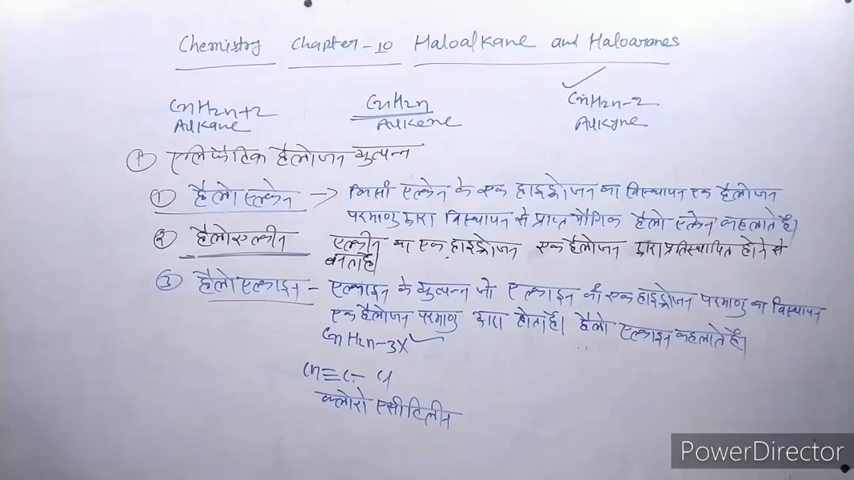 Chemistry Chapter-10 Haloalkane and Haloaranes
CnH2n+2 CnH2n CnH2n-2
Alkane Alkene Alkyne
① एलिफैटिक हैलोजन व्युत्पन्न
① हैलो एल्केन → किसी एल्केन के एक हाइड्रोजन का विस्थापन एक हैलोजन
परमाणु द्वारा विस्थापन से प्राप्त यौगिक हैलो एल्केन कहलाते हैं।
② हैलोएल्कीन एल्कीन का एक हाइड्रोजन एक हैलोजन द्वारा प्रतिस्थापित होने से
बनता है।
③ हैलोएल्काइन - एल्काइन के व्युत्पन्न जो एल्काइन की एक हाइड्रोजन परमाणु का विस्थापन
एक हैलोजन परमाणु द्वारा होता है। हैलो एल्काइन कहलाते हैं।
CnH2n-3X
CH≡C-Cl
क्लोरो एसीटिलीन
PowerDirector